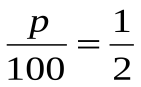 p/100 = 1/2